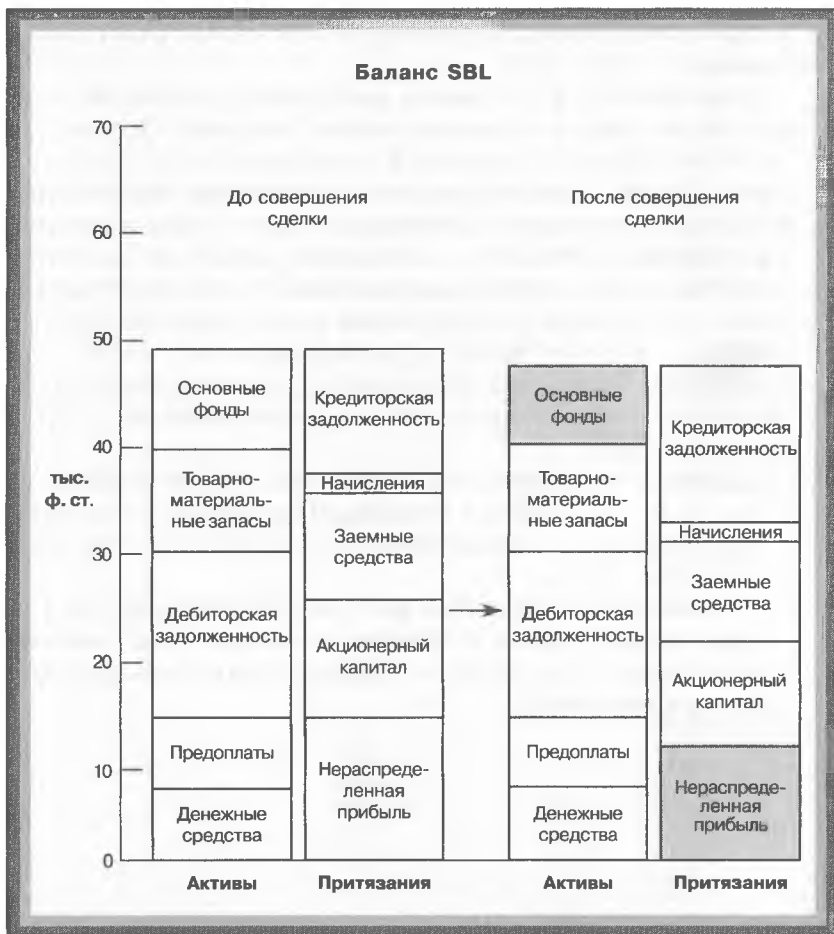 Баланс SBL
До совершения
сделки
После совершения
сделки
70
60
50
40
30
20
10
0
тыс.
ф. ст.
Основные
фонды
Товарно-
материаль-
ные запасы
Дебиторская
задолженность
Предоплаты
Денежные
средства
Кредиторская
задолженность
Начисления
Заемные
средства
Акционерный
капитал
Нераспреде-
ленная
прибыль
Основные
фонды
Товарно-
материаль-
ные запасы
Дебиторская
задолженность
Предоплаты
Денежные
средства
Кредиторская
задолженность
Начисления
Заемные
средства
Акционерный
капитал
Нераспреде-
лённая
прибыль
Активы
Притязания
Активы
Притязания